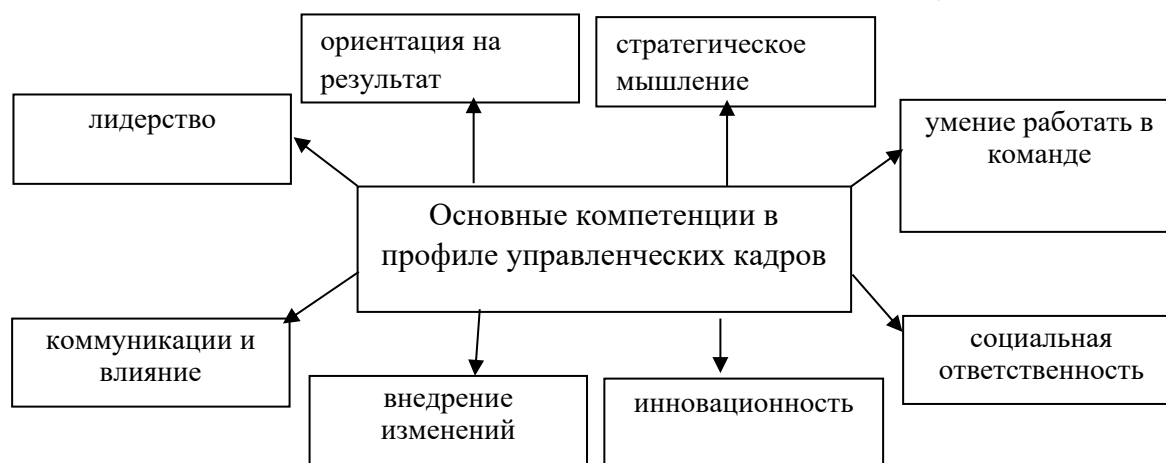 ориентация на
результат
стратегическое
мышление
лидерство
умение работать в
команде
Основные компетенции в
профиле управленческих кадров
коммуникации и
влияние
социальная
ответственность
внедрение
изменений
инновационность